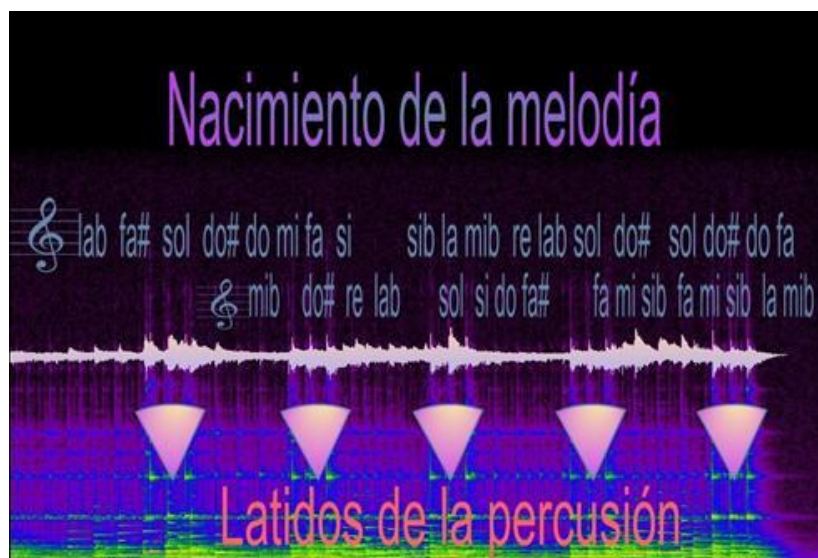 Nacimiento de la melodía
lab fa# sol do# do mi fa si sib la mib re lab sol do# sol do# do fa
mib do# re lab sol si do fa# fa mi sib fa mi sib la mib
Latidos de la percusión